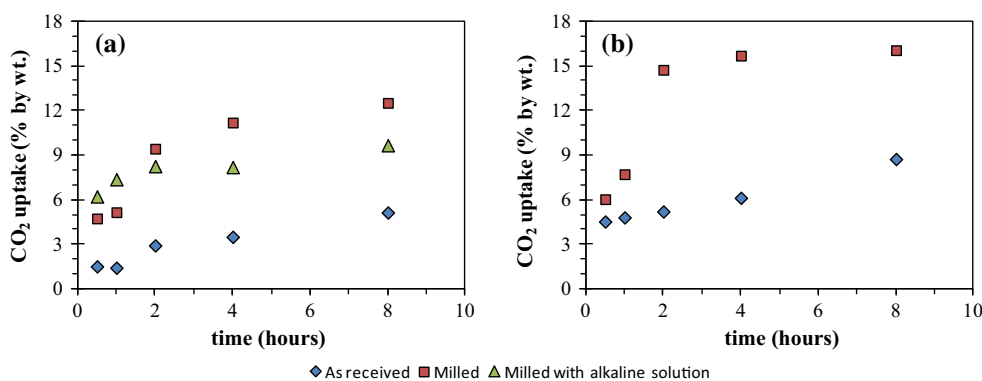 (a)
CO₂ uptake (% by wt.)
18
15
12
9
6
3
0
0 2 4 6 8 10
time (hours)
(b)
CO₂ uptake (% by wt.)
18
15
12
9
6
3
0
0 2 4 6 8 10
time (hours)
As received Milled Milled with alkaline solution